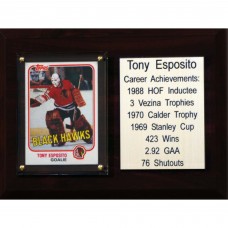 BLACK HAWKS
TONY ESPOSITO
GOALIE
Tony Esposito
Career Achievements:
1988 HOF Inductee
3 Vezina Trophies
1970 Calder Trophy
1969 Stanley Cup
423 Wins
2.92 GAA
76 Shutouts